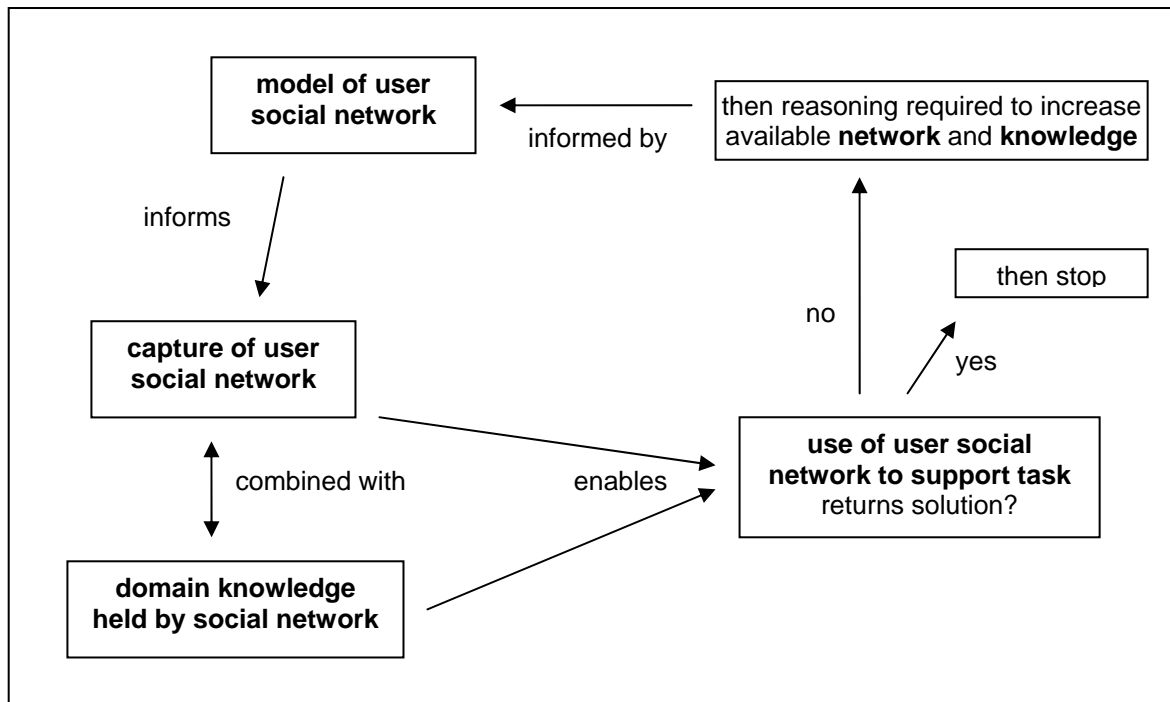 model of user
social network
then reasoning required to increase
available network and knowledge
informed by
informs
then stop
no
capture of user
social network
yes
use of user social
network to support task
returns solution?
combined with
enables
domain knowledge
held by social network